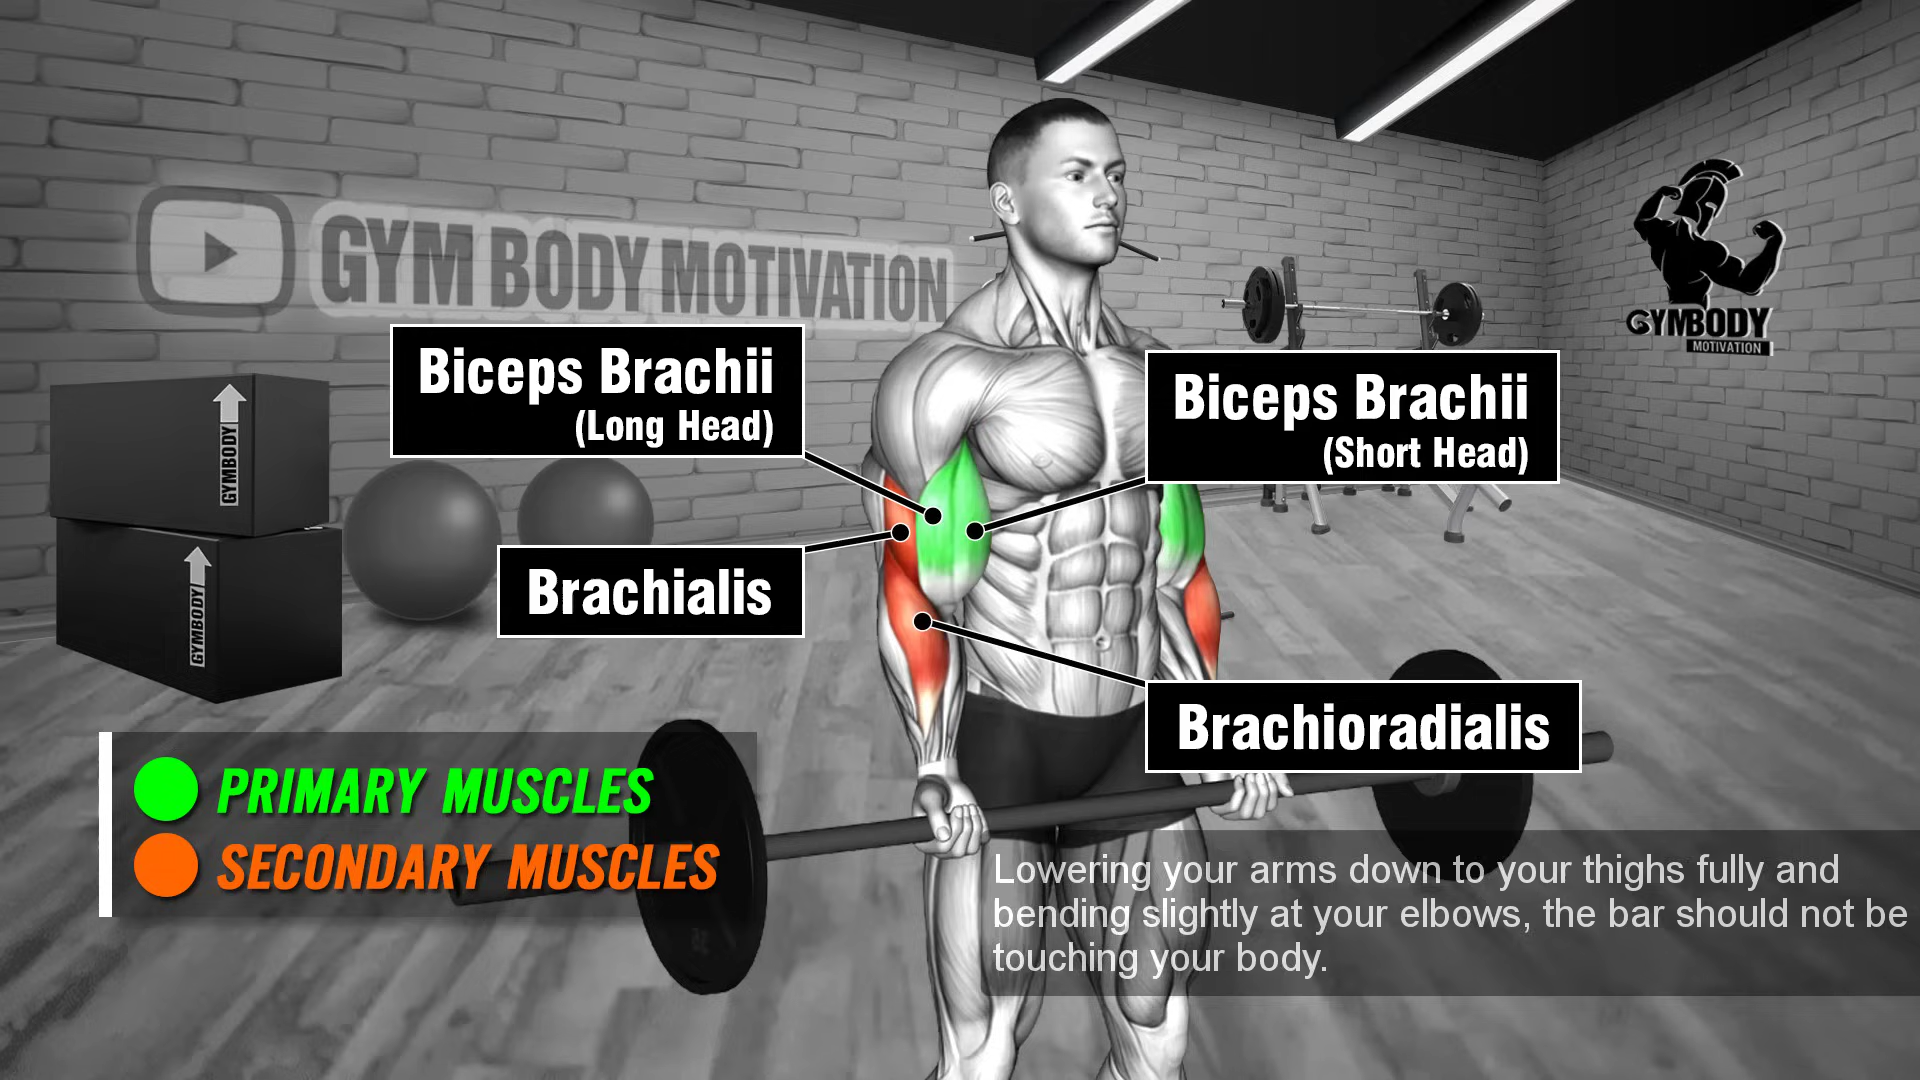 GYM BODY MOTIVATION
GYMBODY
MOTIVATION
Biceps Brachii
(Long Head)
Biceps Brachii
(Short Head)
GYMBODY
Brachialis
GYMBODY
Brachioradialis
PRIMARY MUSCLES
SECONDARY MUSCLES
Lowering your arms down to your thighs fully and
bending slightly at your elbows, the bar should not be
touching your body.